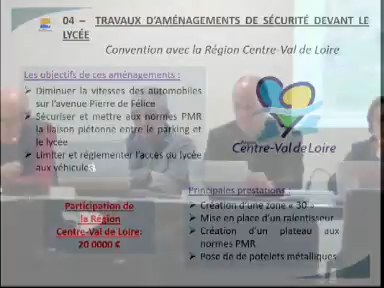 04 – TRAVAUX D'AMÉNAGEMENTS DE SÉCURITÉ DEVANT LE
LYCÉE
Convention avec la Région Centre-Val de Loire
Les objectifs de ces aménagements :
➢ Diminuer la vitesses des automobiles
sur l'avenue Pierre de Félice
➢ Sécuriser et mettre aux normes PMR
la liaison piétonne entre le parking et
le lycée
➢ Limiter et réglementer l'accès du lycée
aux véhicules
Centre-Val de Loire
Participation de
la Région
Centre-Val de Loire:
20 0000 €
Principales prestations :
➢ Création d'une zone « 30 »
➢ Mise en place d'un ralentisseur
➢ Création d'un plateau aux
normes PMR
➢ Pose de de potelets métalliques